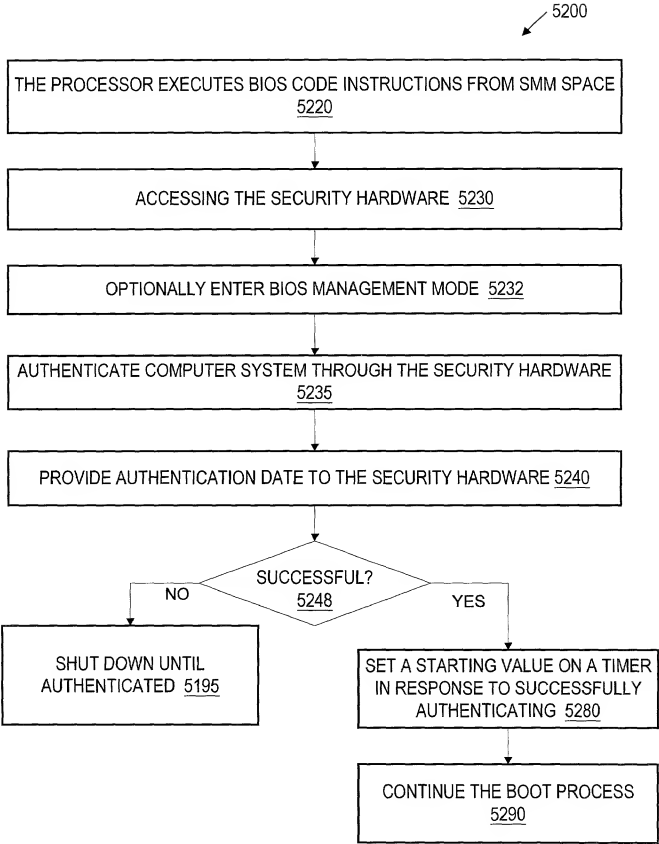 5200
THE PROCESSOR EXECUTES BIOS CODE INSTRUCTIONS FROM SMM SPACE
5220
ACCESSING THE SECURITY HARDWARE 5230
OPTIONALLY ENTER BIOS MANAGEMENT MODE 5232
AUTHENTICATE COMPUTER SYSTEM THROUGH THE SECURITY HARDWARE
5235
PROVIDE AUTHENTICATION DATE TO THE SECURITY HARDWARE 5240
SUCCESSFUL?
5248
NO
YES
SHUT DOWN UNTIL
AUTHENTICATED 5195
SET A STARTING VALUE ON A TIMER
IN RESPONSE TO SUCCESSFULLY
AUTHENTICATING 5280
CONTINUE THE BOOT PROCESS
5290